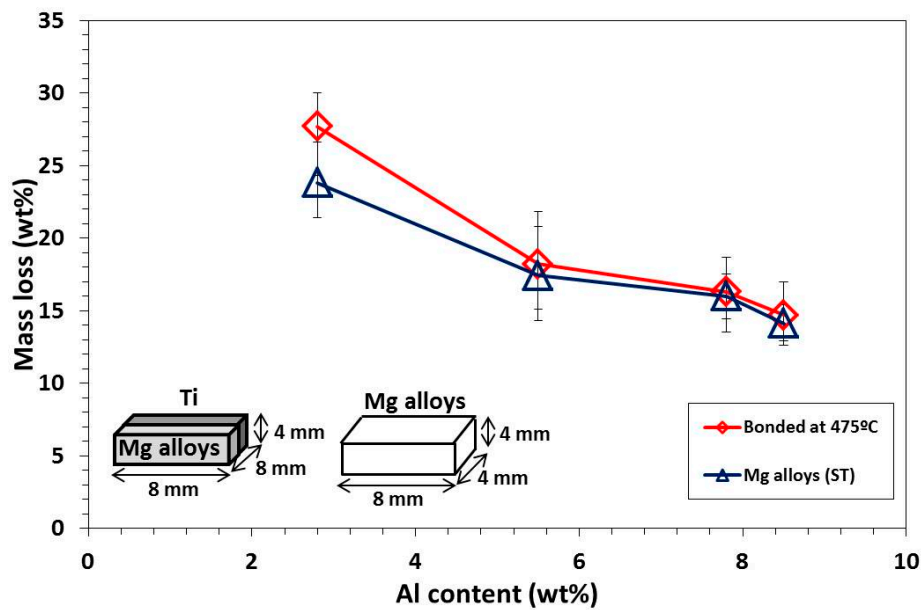 35
30
25
20
15
10
5
0
Mass loss (wt%)
Ti
Mg alloys
4 mm
8 mm
8 mm
Mg alloys
4 mm
4 mm
8 mm
Bonded at 475ºC
Mg alloys (ST)
0 2 4 6 8 10
Al content (wt%)